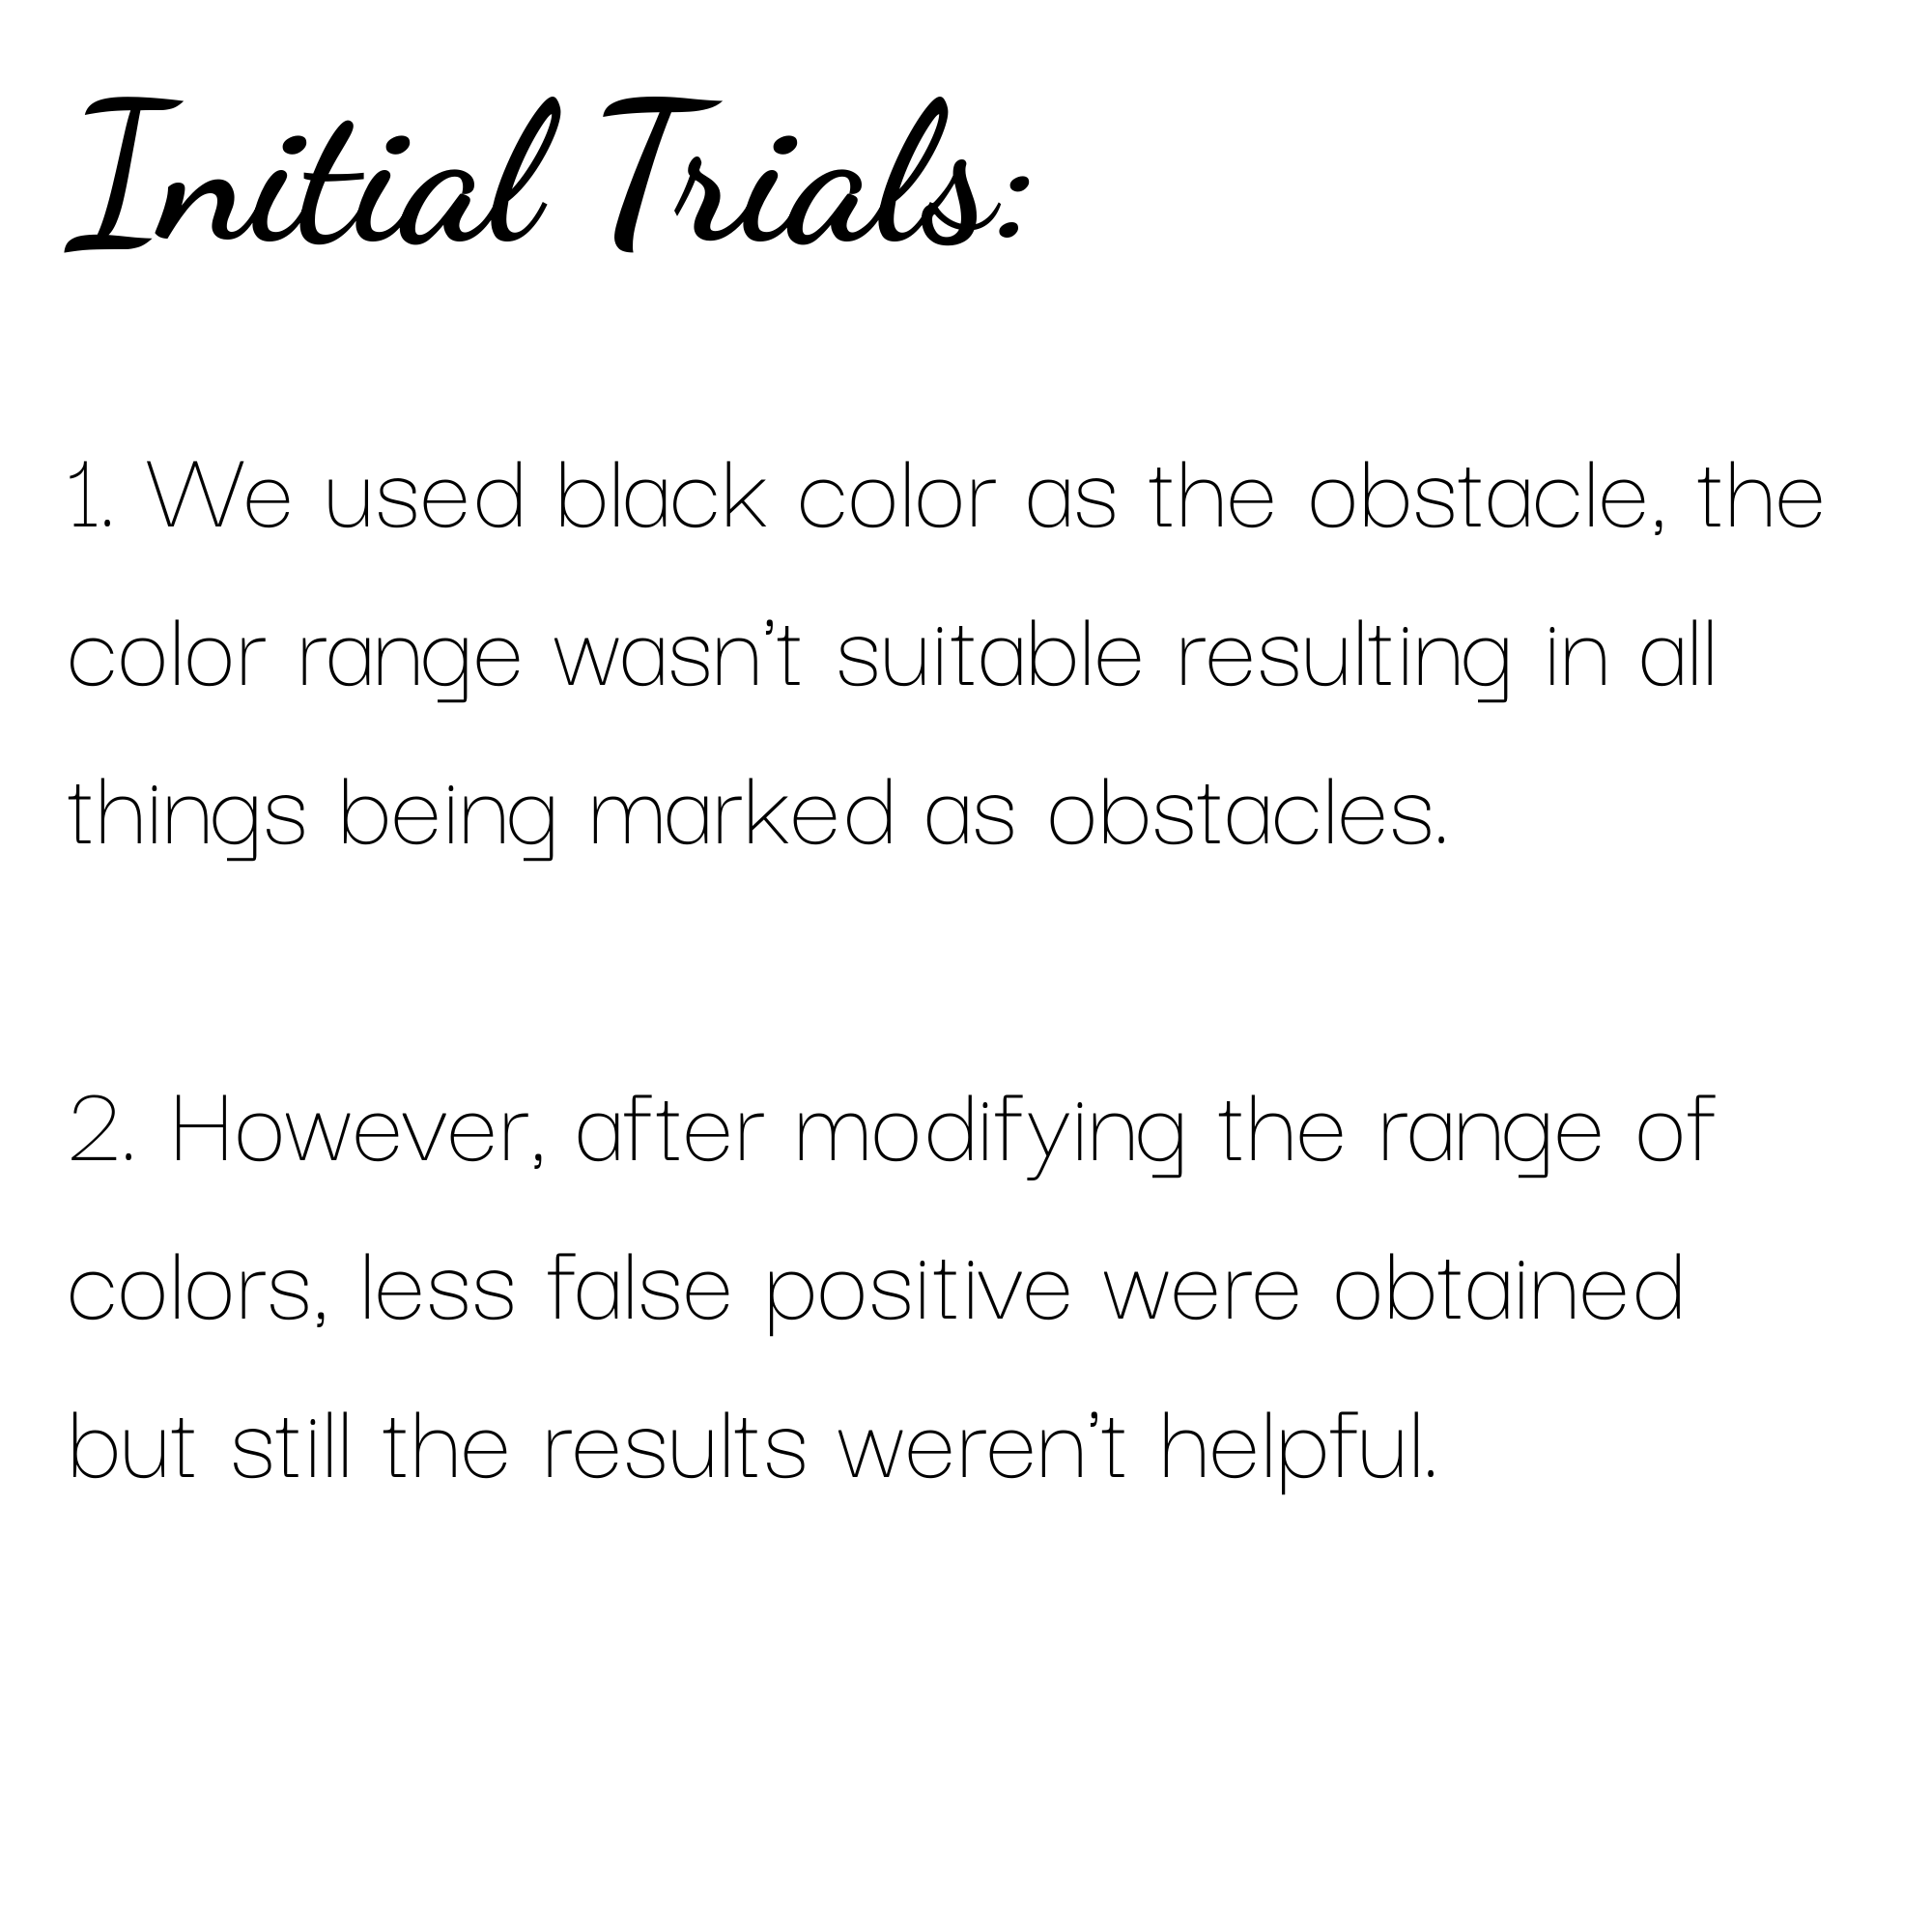 Initial Trials:
1. We used black color as the obstacle, the
color range wasn't suitable resulting in all
things being marked as obstacles.
2. However, after modifying the range of
colors, less false positive were obtained
but still the results weren't helpful.